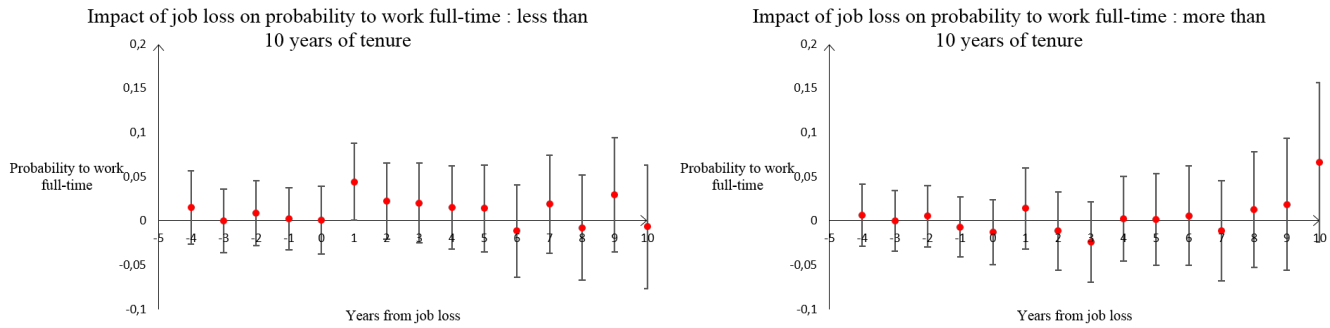 Impact of job loss on probability to work full-time : less than
10 years of tenure
0,2
0,15
0,1
Probability to work
full-time
0,05
0
-0,05
-0,1
-5 -4 -3 -2 -1 0 1 2 3 4 5 6 7 8 9 10
Years from job loss
Impact of job loss on probability to work full-time : more than
10 years of tenure
0,2
0,15
0,1
Probability to work
full-time
0,05
0
-0,05
-0,1
-5 -4 -3 -2 -1 0 1 2 3 4 5 6 7 8 9 10
Years from job loss